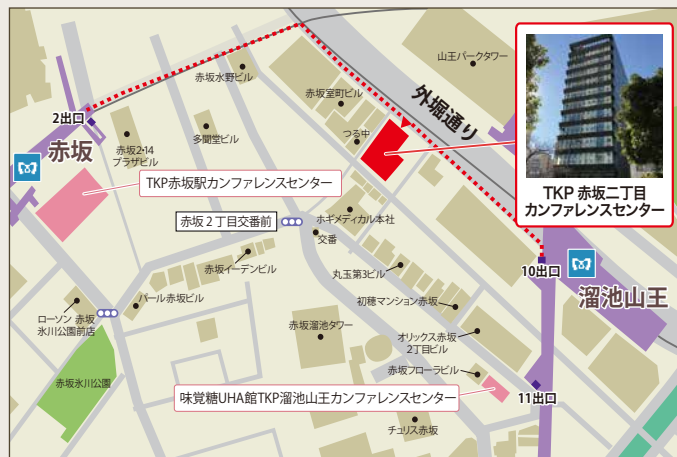 山王パークタワー
赤坂水野ビル
赤坂室町ビル
外堀通り
2出口
赤坂
赤坂2・14
プラザビル
多聞堂ビル
つる中
TKP 赤坂二丁目
カンファレンスセンター
TKP赤坂駅カンファレンスセンター
赤坂2丁目交番前
ホギメディカル本社
交番
赤坂イーデンビル
丸玉第3ビル
10出口
溜池山王
パール赤坂ビル
初穂マンション赤坂
ローソン 赤坂
氷川公園前店
赤坂溜池タワー
オリックス赤坂
2丁目ビル
赤坂氷川公園
赤坂フローラビル
味覚糖UHA館TKP溜池山王カンファレンスセンター
11出口
チュリス赤坂